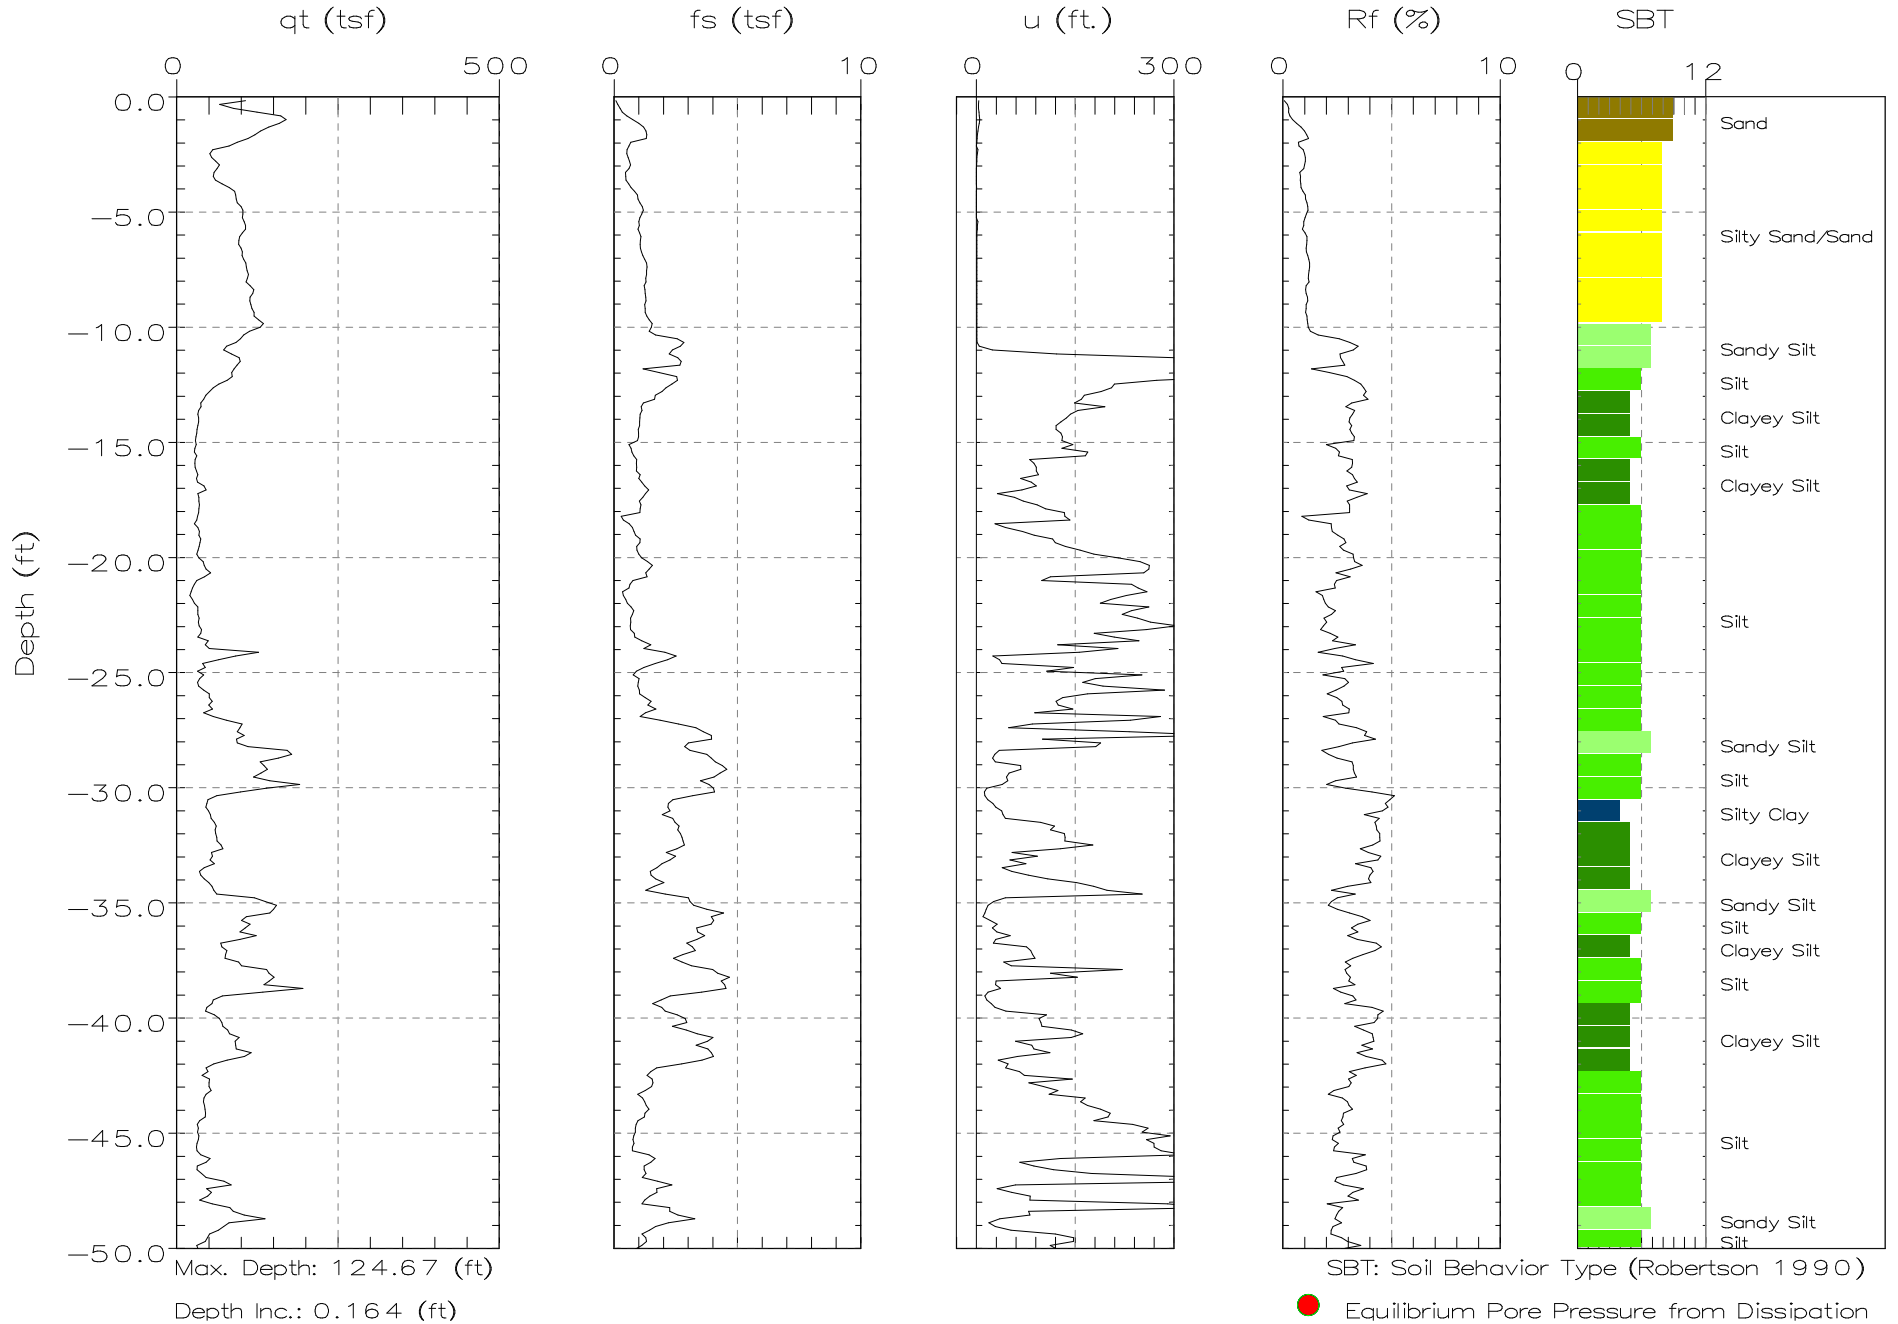 qt (tsf) fs (tsf) u (ft.) Rf (%) SBT
0 500 0 10 0 300 0 10 0 12
Depth (ft)
0.0
−5.0
−10.0
−15.0
−20.0
−25.0
−30.0
−35.0
−40.0
−45.0
−50.0
Sand
Silty Sand/Sand
Sandy Silt
Silt
Clayey Silt
Silt
Clayey Silt
Silt
Sandy Silt
Silt
Silty Clay
Clayey Silt
Sandy Silt
Silt
Clayey Silt
Silt
Clayey Silt
Silt
Sandy Silt
Silt
Max. Depth: 124.67 (ft)
Depth Inc.: 0.164 (ft)
SBT: Soil Behavior Type (Robertson 1990)
Equilibrium Pore Pressure from Dissipation